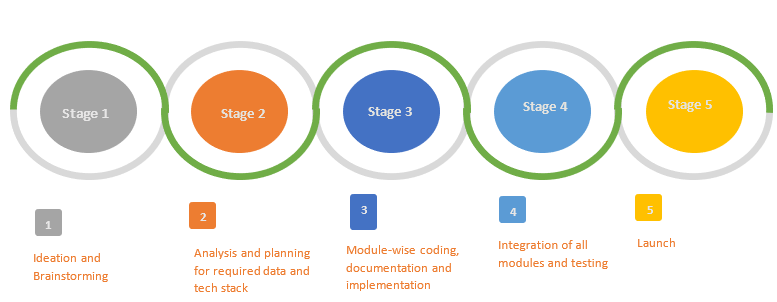 Stage 1
Stage 2
Stage 3
Stage 4
Stage 5
1
Ideation and
Brainstorming
2
Analysis and planning
for required data and
tech stack
3
Module-wise coding,
documentation and
implementation
4
Integration of all
modules and testing
5
Launch